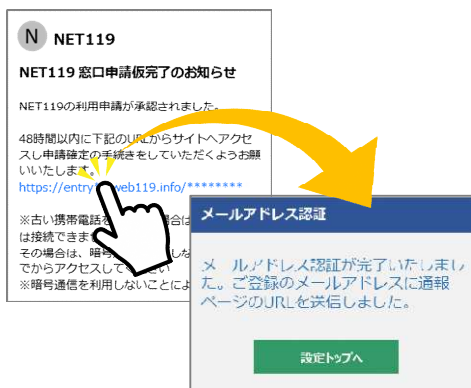 N NET119
NET119 窓口申請仮完了のお知らせ
NET119の利用申請が承認されました。
48時間以内に下記のURLからサイトへアクセ
スし申請確定の手続きをしていただくようお願
いいたします。
https://entry web119.info/********
※古い携帯電話を 場合は
は接続できませ
その場合は、暗号 しな
でからアクセスして ださい
※暗号通信を利用しないことによ
メールアドレス認証
メールアドレス認証が完了いたしまし
た。ご登録のメールアドレスに通報
ページのURLを送信しました。
設定トップへ